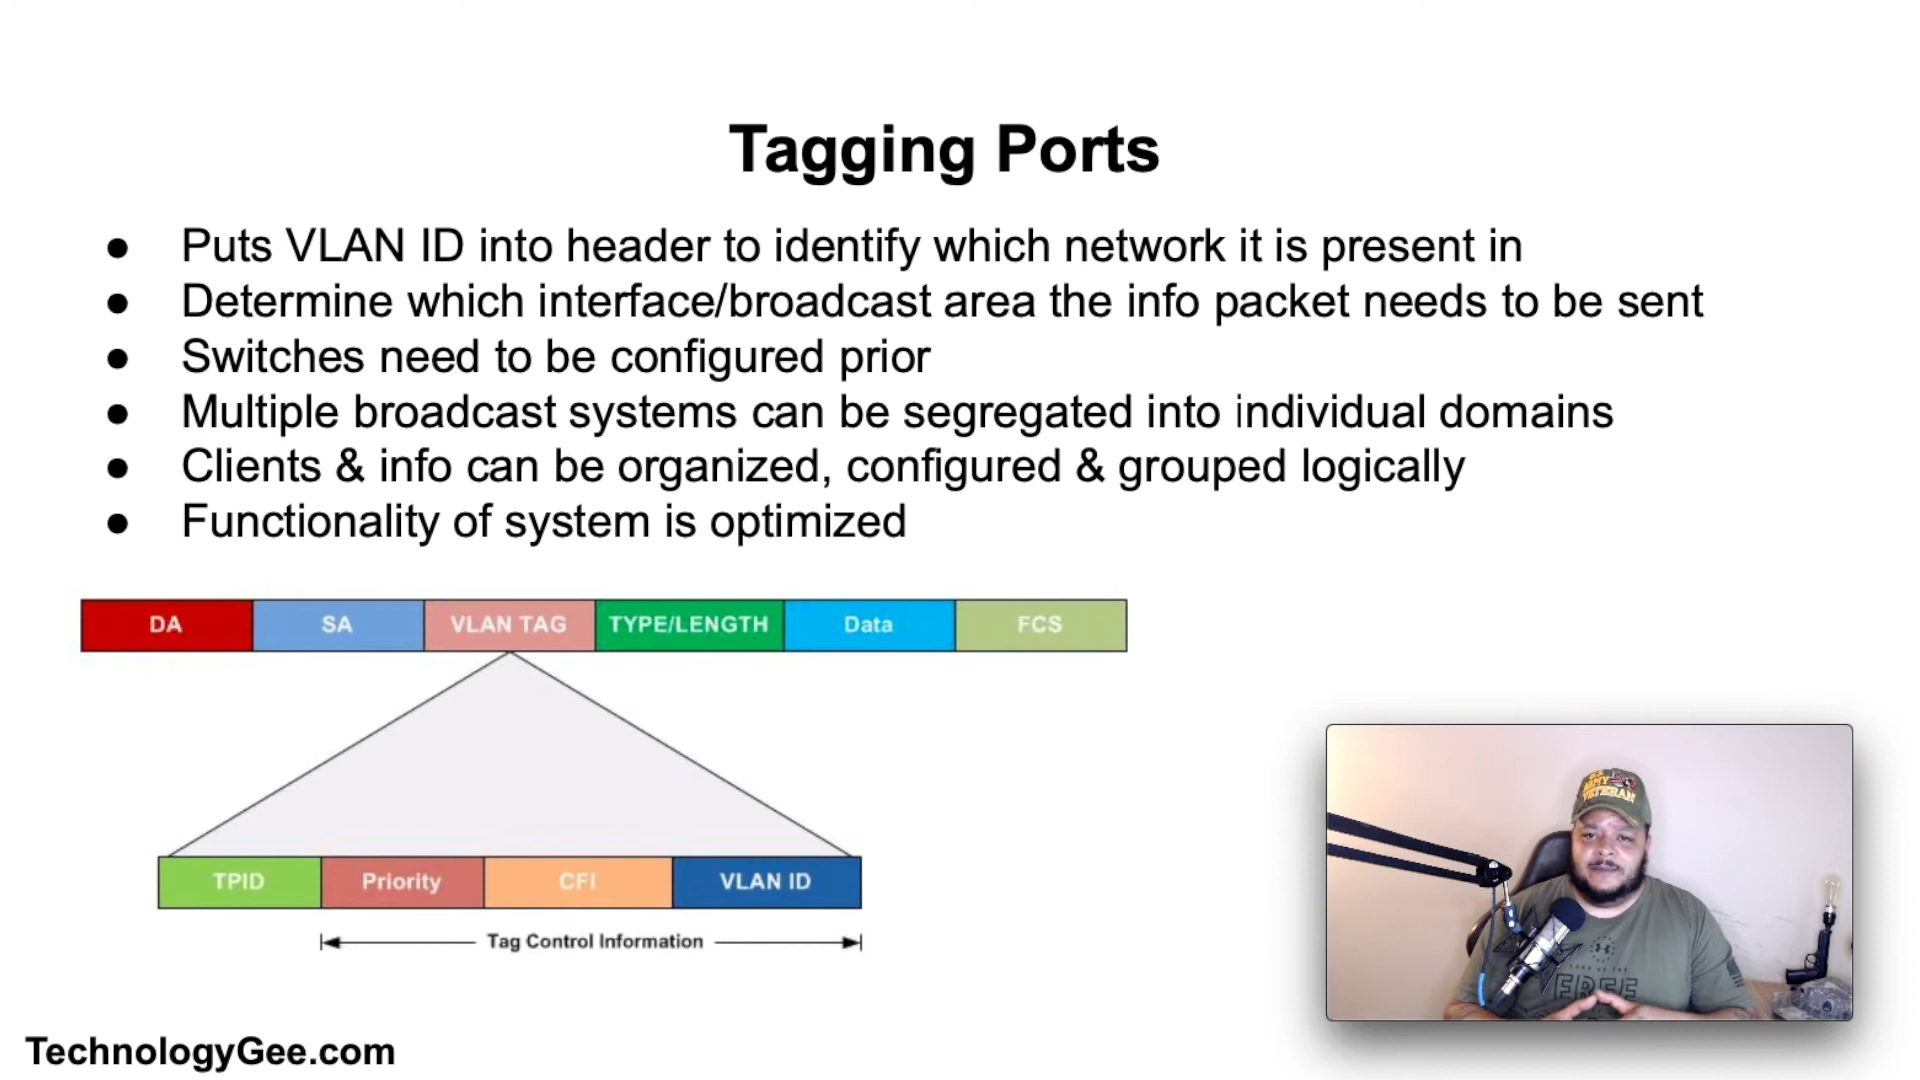 Tagging Ports
● Puts VLAN ID into header to identify which network it is present in
● Determine which interface/broadcast area the info packet needs to be sent
● Switches need to be configured prior
● Multiple broadcast systems can be segregated into individual domains
● Clients & info can be organized, configured & grouped logically
● Functionality of system is optimized
DA SA VLAN TAG TYPE/LENGTH Data FCS
TPID Priority CFI VLAN ID
Tag Control Information
U.S.
ARMY
VETERAN
FREE
TechnologyGee.com